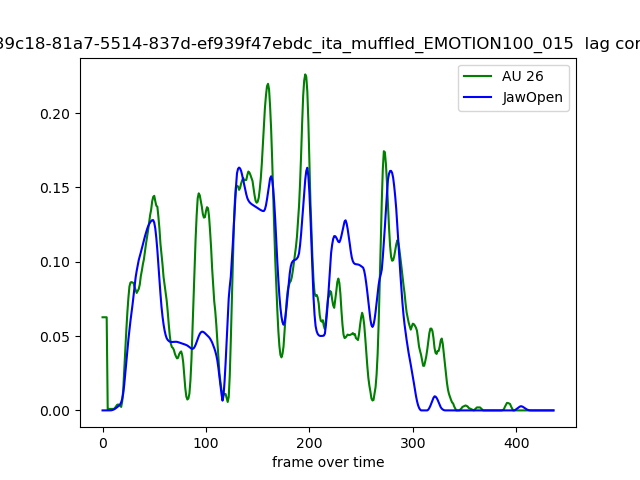 39c18-81a7-5514-837d-ef939f47ebdc_ita_muffled_EMOTION100_015 lag cor
AU 26
JawOpen
0.20
0.15
0.10
0.05
0.00
0 100 200 300 400
frame over time